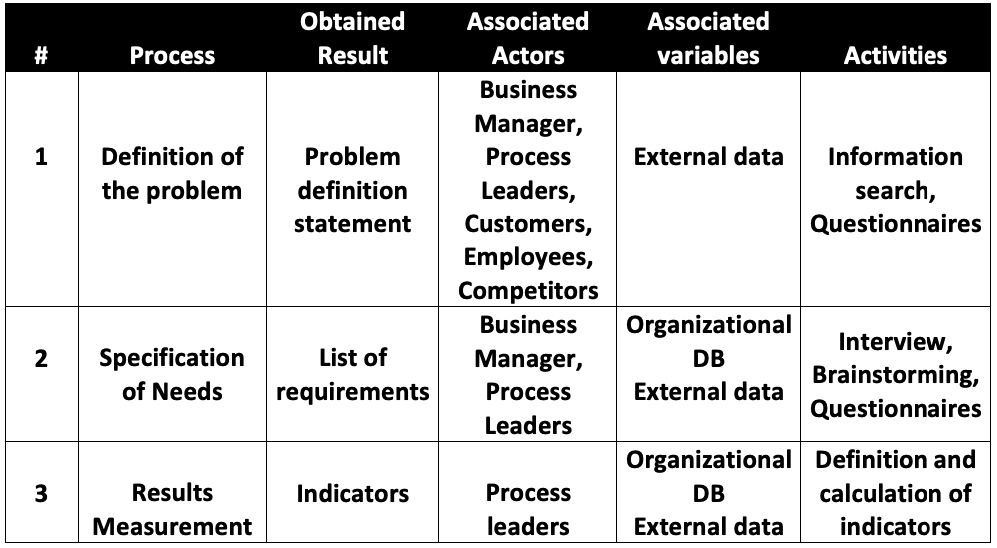 # Process Obtained Result Associated Actors Associated variables Activities
1 Definition of the problem Problem definition statement Business Manager, Process Leaders, Customers, Employees, Competitors External data Information search, Questionnaires
2 Specification of Needs List of requirements Business Manager, Process Leaders Organizational DB External data Interview, Brainstorming, Questionnaires
3 Results Measurement Indicators Process leaders Organizational DB External data Definition and calculation of indicators